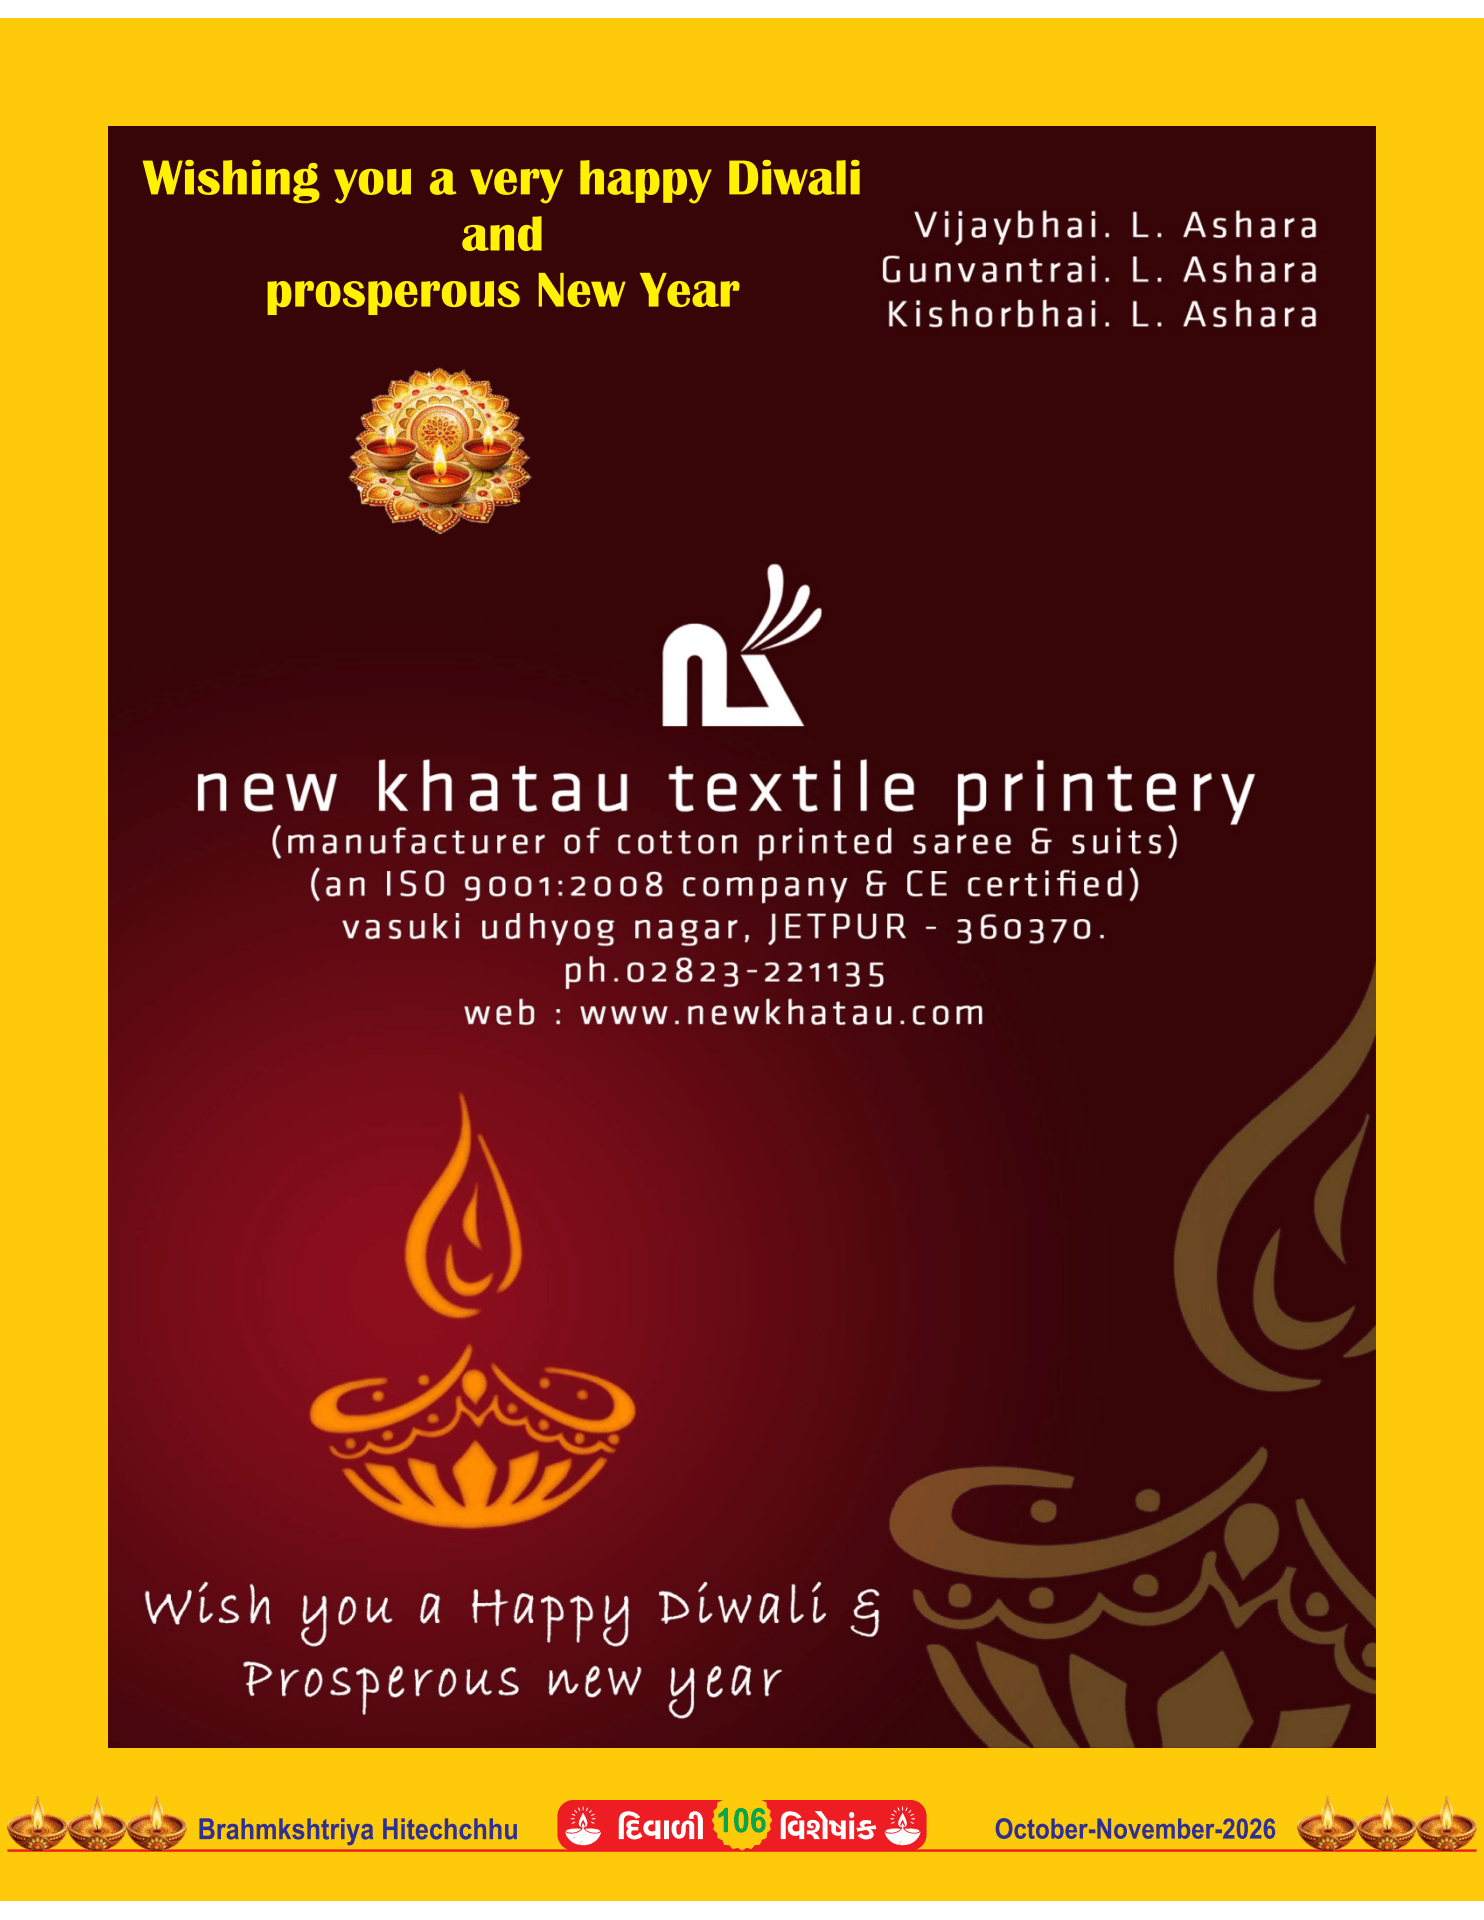 Wishing you a very happy Diwali
and
prosperous New Year
Vijaybhai. L. Ashara
Gunvantrai. L. Ashara
Kishorbhai. L. Ashara
new khatau textile printery
(manufacturer of cotton printed saree & suits)
(an ISO 9001:2008 company & CE certified)
vasuki udhyog nagar, JETPUR - 360370.
ph.02823-221135
web : www.newkhatau.com
Wish you a Happy Diwali &
Prosperous new year
Brahmkshtriya Hitechchhu
દિવાળી 106 વિશેષાંક
October-November-2026